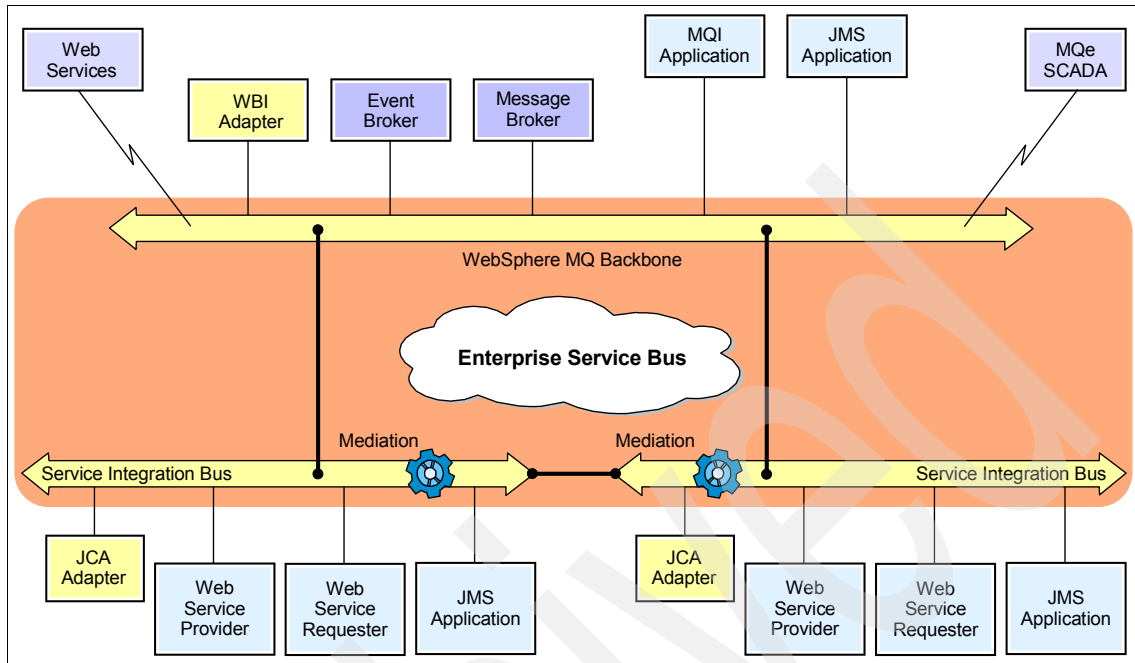 Web
Services
WBI
Adapter
Event
Broker
Message
Broker
MQI
Application
JMS
Application
MQe
SCADA
WebSphere MQ Backbone
Enterprise Service Bus
Mediation
Mediation
Service Integration Bus
Service Integration Bus
JCA
Adapter
Web
Service
Provider
Web
Service
Requester
JMS
Application
JCA
Adapter
Web
Service
Provider
Web
Service
Requester
JMS
Application